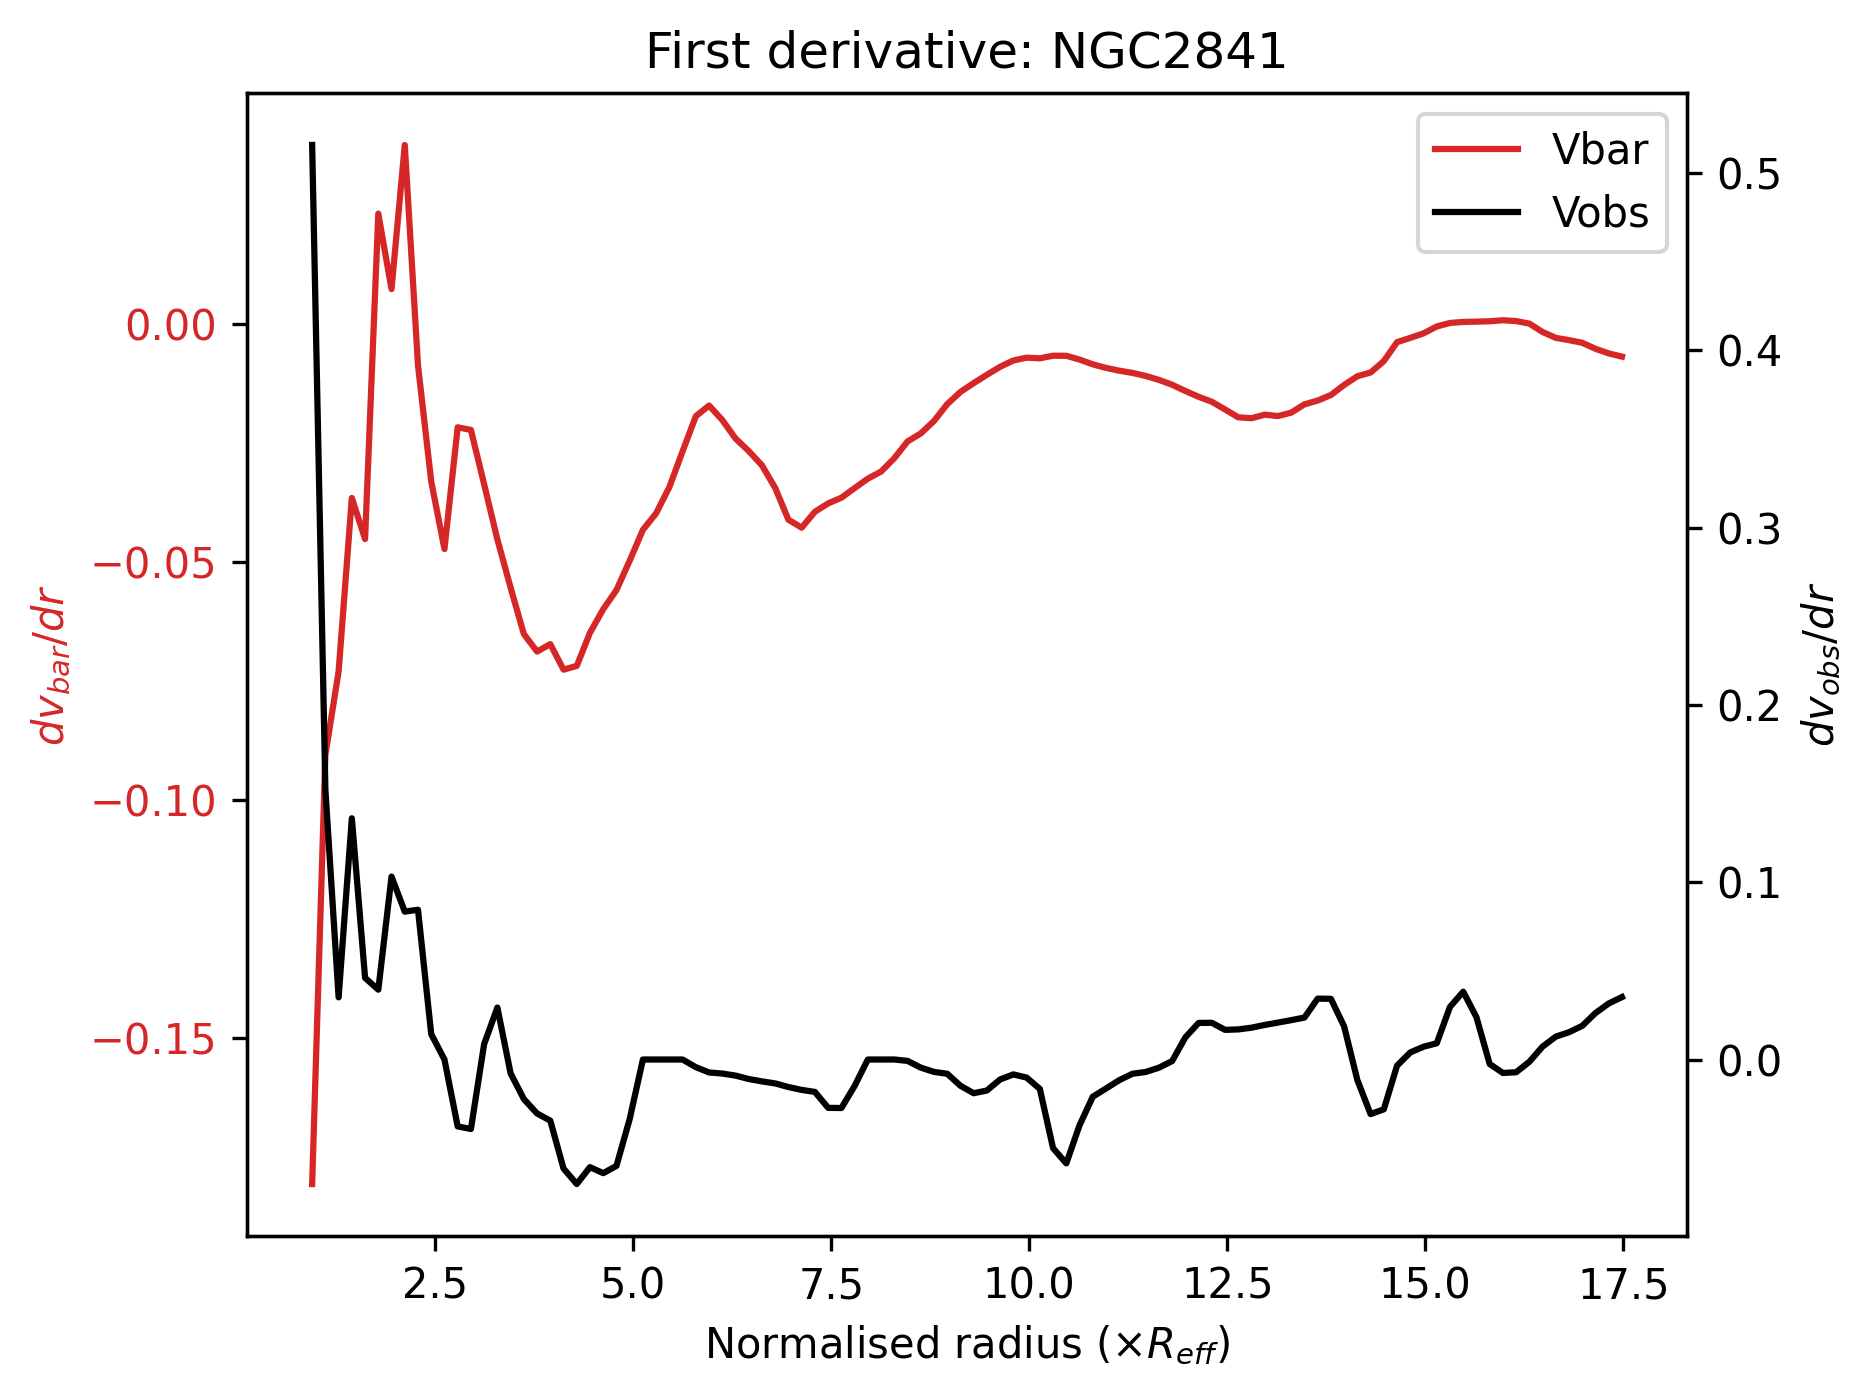 First derivative: NGC2841
Vbar
Vobs
0.00
−0.05
−0.10
−0.15
dv_bar/dr
0.5
0.4
0.3
0.2
0.1
0.0
dv_obs/dr
2.5 5.0 7.5 10.0 12.5 15.0 17.5
Normalised radius (×R_eff)